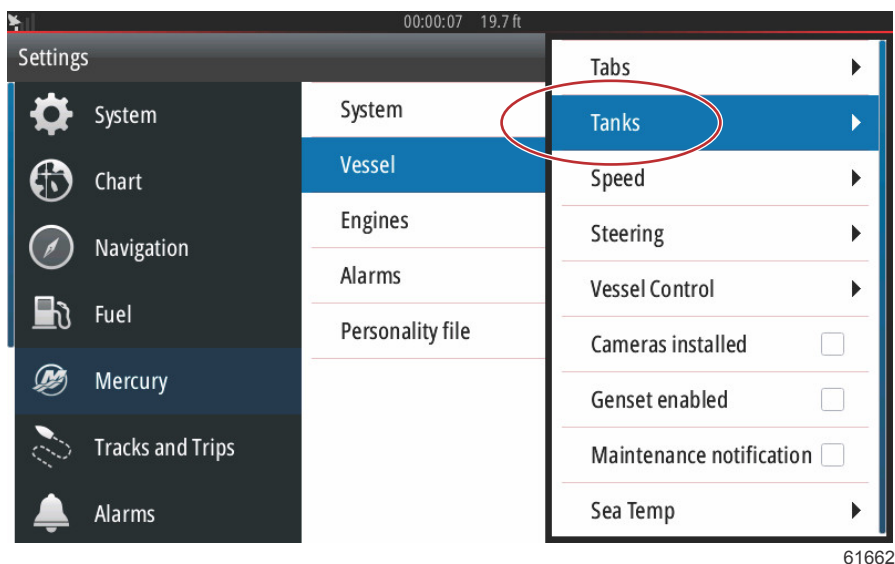 00:00:07 19.7 ft
Settings
System
Chart
Navigation
Fuel
Mercury
Tracks and Trips
Alarms
System
Vessel
Engines
Alarms
Personality file
Tabs
Tanks
Speed
Steering
Vessel Control
Cameras installed
Genset enabled
Maintenance notification
Sea Temp
61662